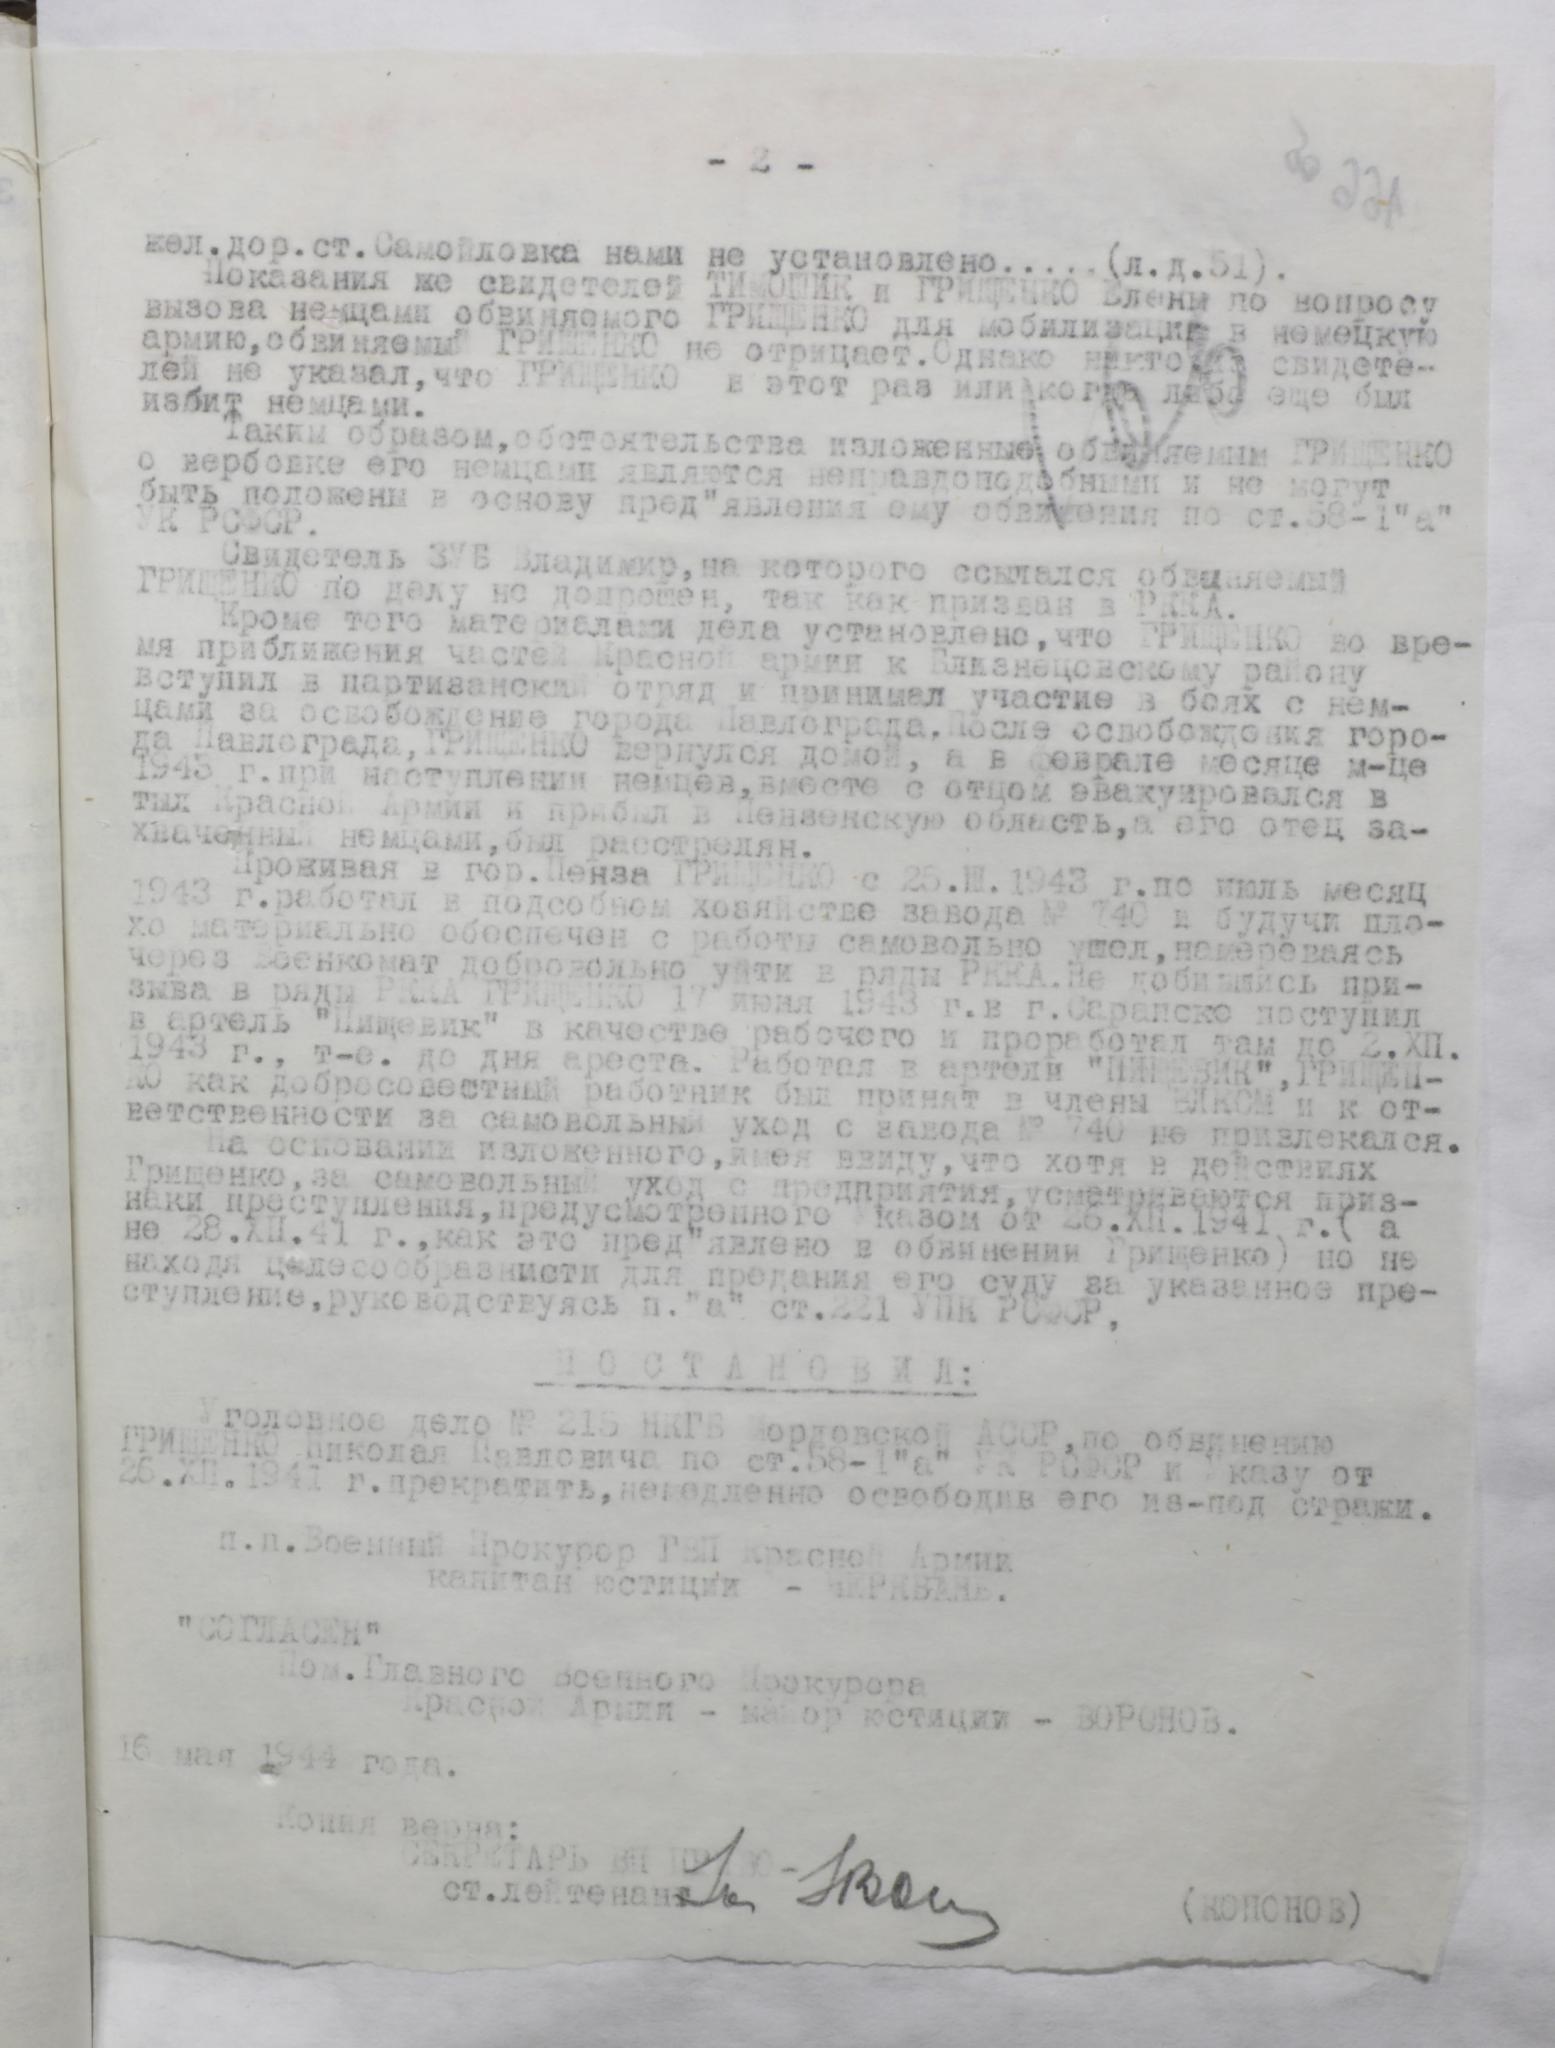 - 2 -
жел.дор.ст.Самойловка нами не установлено.....(л.д.51).
Показания же свидетелей ТИМОШИК и ГРИЩЕНКО Елены по вопросу
вызова немцами обвиняемого ГРИЩЕНКО для мобилизации в немецкую
армию,обвиняемый ГРИЩЕНКО не отрицает.Однако никто из свидете-
лей не указал,что ГРИЩЕНКО в этот раз или когда либо еще был
избит немцами.
Таким образом,обстоятельства изложенные обвиняемым ГРИЩЕНКО
о вербовке его немцами являются неправдоподобными и не могут
быть положены в основу пред"явления ему обвинения по ст.58-1"а"
УК РСФСР.
Свидетель ЗУБ Владимир,на которого ссылался обвиняемый
ГРИЩЕНКО по делу не допрошен, так как призван в РККА.
Кроме того материалами дела установлено,что ГРИЩЕНКО во вре-
мя приближения частей Красной армии к Близнецовскому району
вступил в партизанский отряд и принимал участие в боях с нем-
цами за освобождение города Павлограда.После освобождения горо-
да Павлограда,ГРИЩЕНКО вернулся домой, а в феврале месяце м-це
1943 г.при наступлении немцев,вместе с отцом эвакуировался в
тыл Красной Армии и прибыл в Пензенскую область,а его отец за-
хваченный немцами,был расстрелян.
Проживая в гор.Пенза ГРИЩЕНКО с 25.Ш.1943 г.по июль месяц
1943 г.работал в подсобном хозяйстве завода № 740 и будучи пло-
хо материально обеспечен с работы самовольно ушел,намереваясь
через Военкомат добровольно уйти в ряды РККА.Не добившись при-
зыва в ряды РККА ГРИЩЕНКО 17 июня 1943 г.в г.Саранске поступил
в артель "Пищевик" в качестве рабочего и проработал там до 2.ХП.
1943 г., т-е. до дня ареста. Работая в артели "ПИЩЕВИК",ГРИЩЕН-
КО как добросовестный работник был принят в члены ВЛКСМ и к от-
ветственности за самовольный уход с завода № 740 не привлекался.
На основании изложенного,имея ввиду,что хотя в действиях
Грищенко,за самовольный уход с предприятия,усматриваются приз-
наки преступления,предусмотренного Указом от 26.ХП.1941 г.( а
не 28.ХП.41 г.,как это пред"явлено в обвинении Грищенко) но не
находя целесообразнисти для предания его суду за указанное пре-
ступление,руководствуясь п."а" ст.221 УПК РСФСР,
П О С Т А Н О В И Л:
Уголовное дело № 215 НКГБ Мордовской АССР,по обвинению
ГРИЩЕНКО Николая Павловича по ст.58-1"а" УК РСФСР и Указу от
26.ХП.1941 г.прекратить,немедленно освободив его из-под стражи.
п.п.Военный Прокурор ГВП Красной Армии
капитан юстиции -
"СОГЛАСЕН"
Пом.Главного Военного Прокурора
Красной Армии - майор юстиции - ВОРОНОВ.
16 мая 1944 года.
Копия верна:
СЕКРЕТАРЬ ВП
ст.лейтенант
(КОНОНОВ)